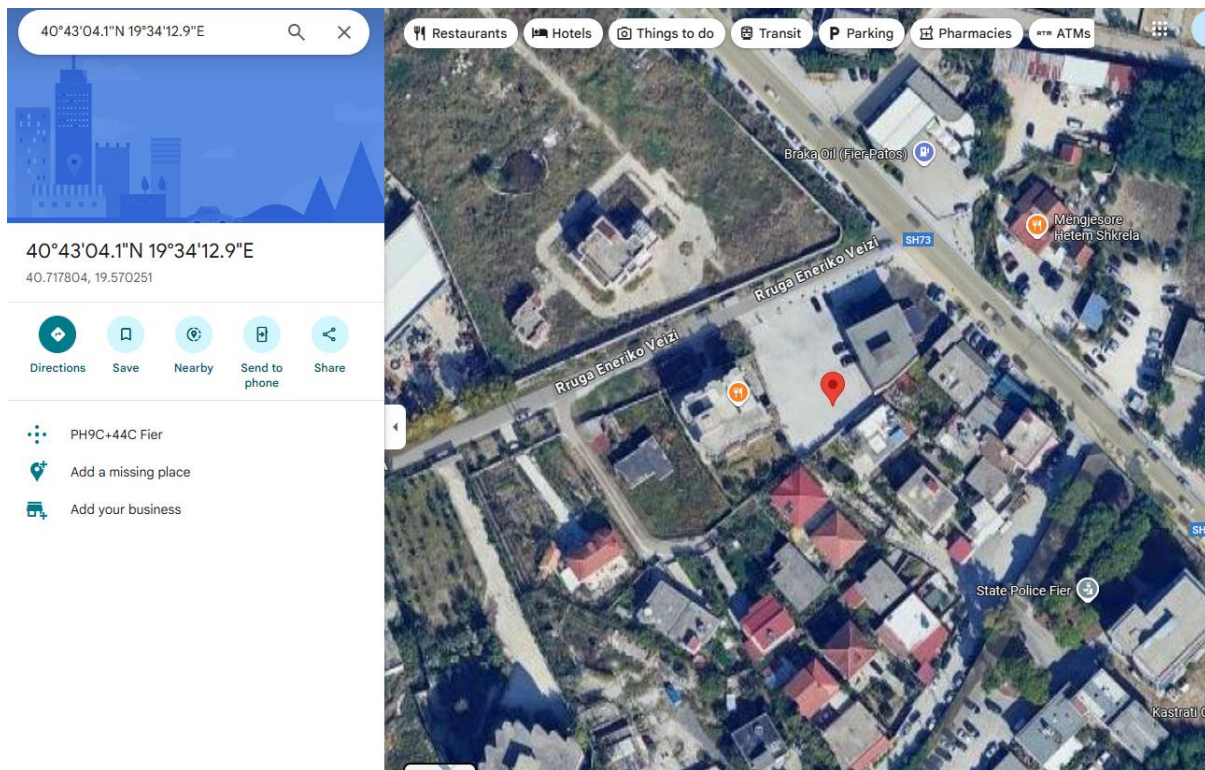 40°43'04.1"N 19°34'12.9"E
Restaurants
Hotels
Things to do
Transit
P Parking
Pharmacies
ATM ATMs
40°43'04.1"N 19°34'12.9"E
40.717804, 19.570251
Directions
Save
Nearby
Send to
phone
Share
PH9C+44C Fier
Add a missing place
Add your business
Braka Oil (Fier-Patos)
Mëngjesore
Hetem Shkrela
SH73
Rruga Eneriko Veizi
Rruga Eneriko Veizi
SH
State Police Fier
Kastrati